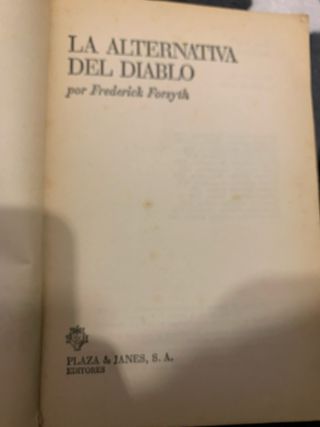 LA ALTERNATIVA
DEL DIABLO
por Frederick Forsyth
PLAZA & JANES, S. A.
EDITORES